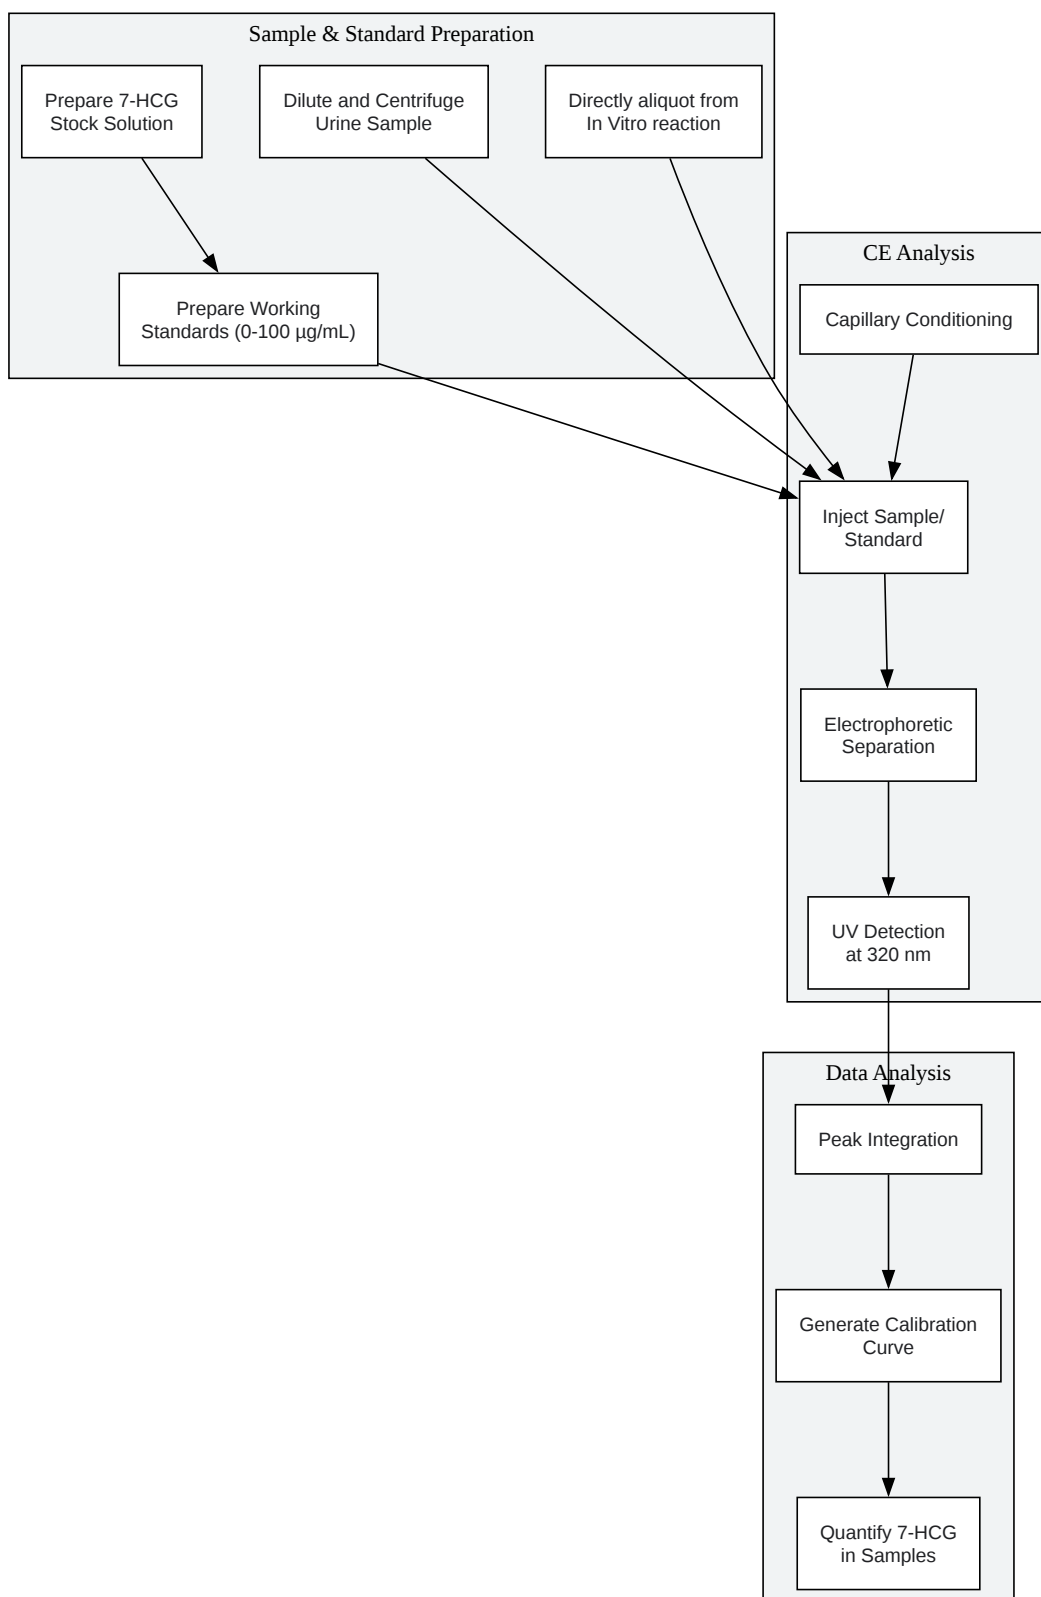 Sample & Standard Preparation
Prepare 7-HCG
Stock Solution
Dilute and Centrifuge
Urine Sample
Directly aliquot from
In Vitro reaction
Prepare Working
Standards (0-100 µg/mL)
CE Analysis
Capillary Conditioning
Inject Sample/
Standard
Electrophoretic
Separation
UV Detection
at 320 nm
Data Analysis
Peak Integration
Generate Calibration
Curve
Quantify 7-HCG
in Samples